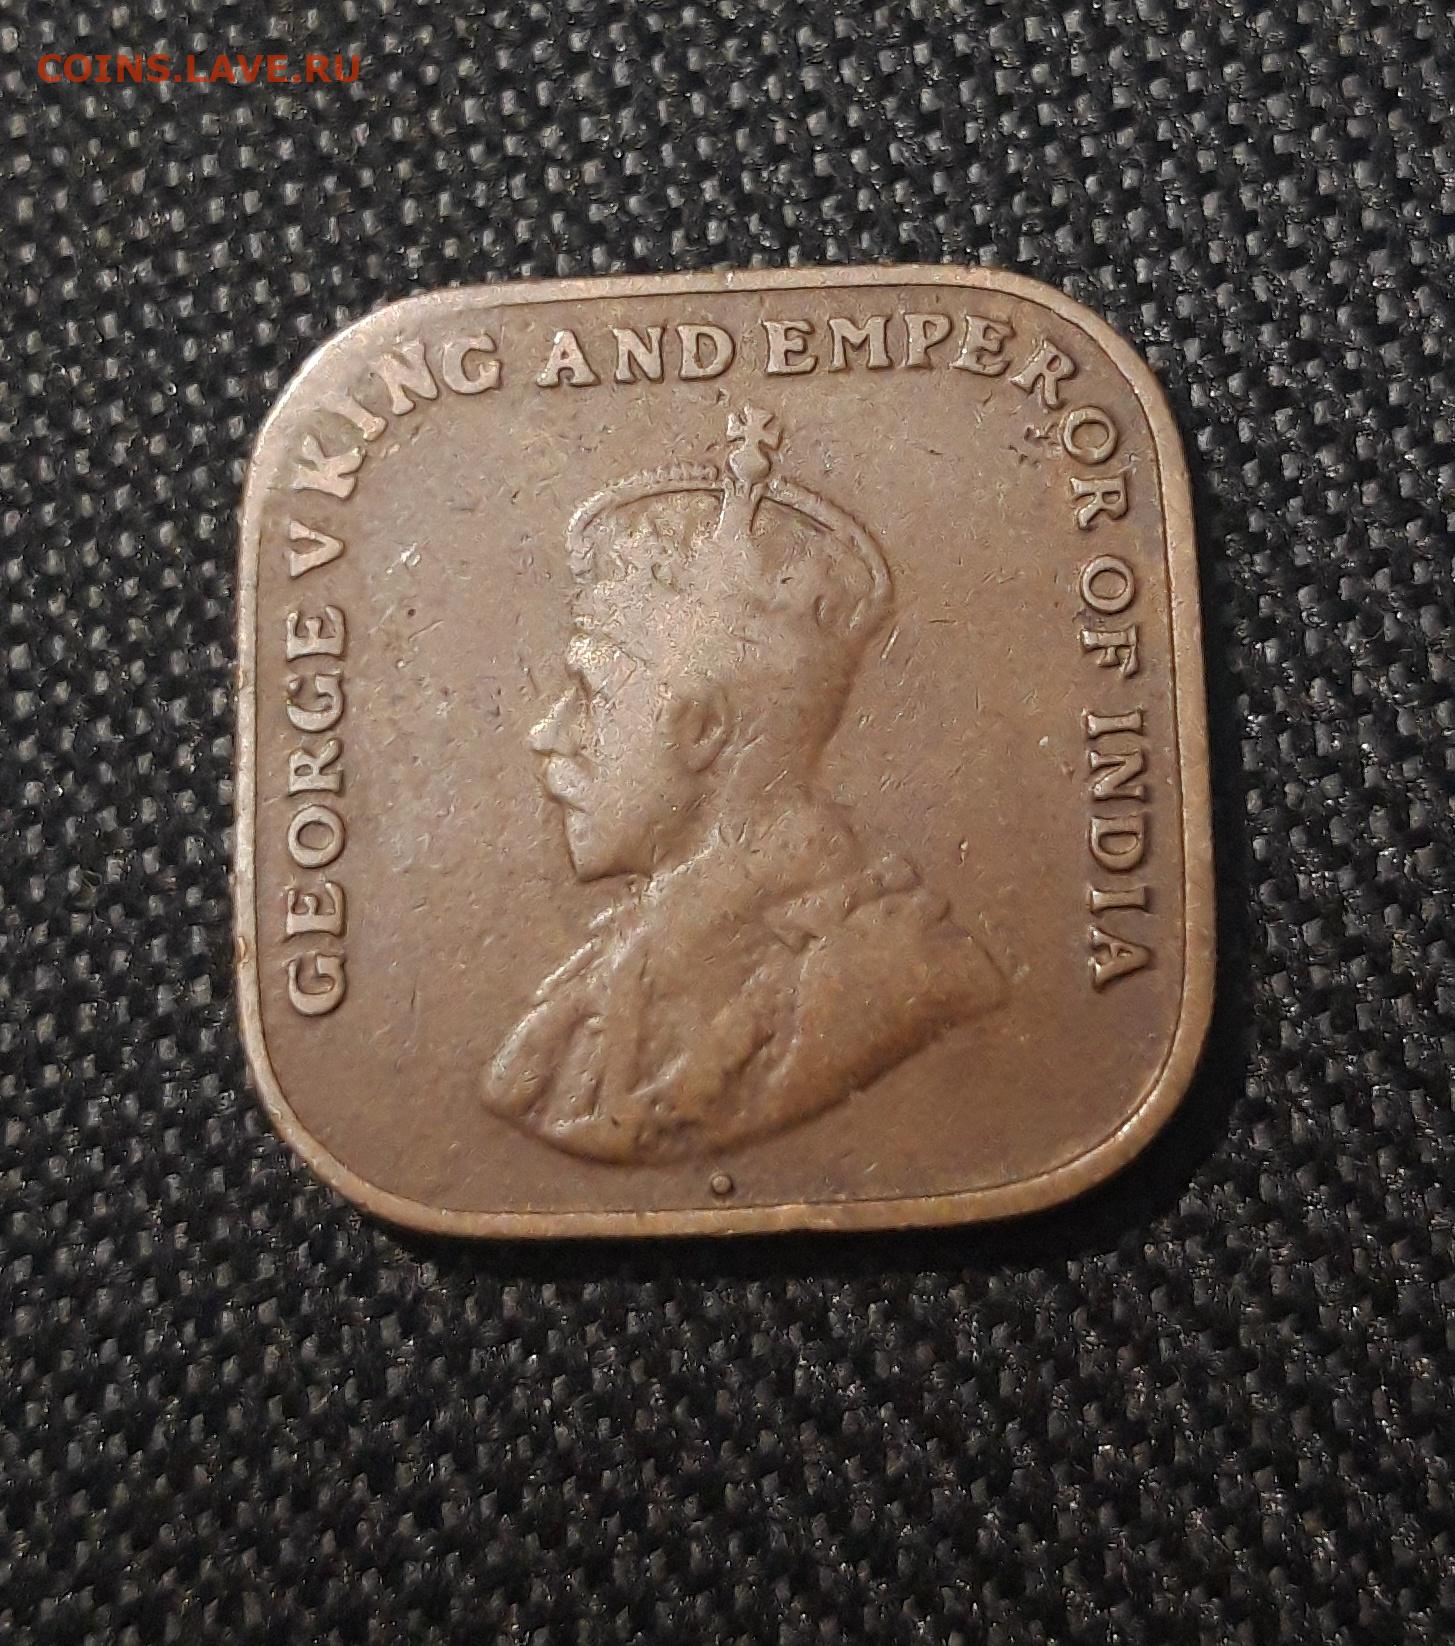 COINS.LAVE.RU
GEORGE V KING AND EMPEROR OF INDIA